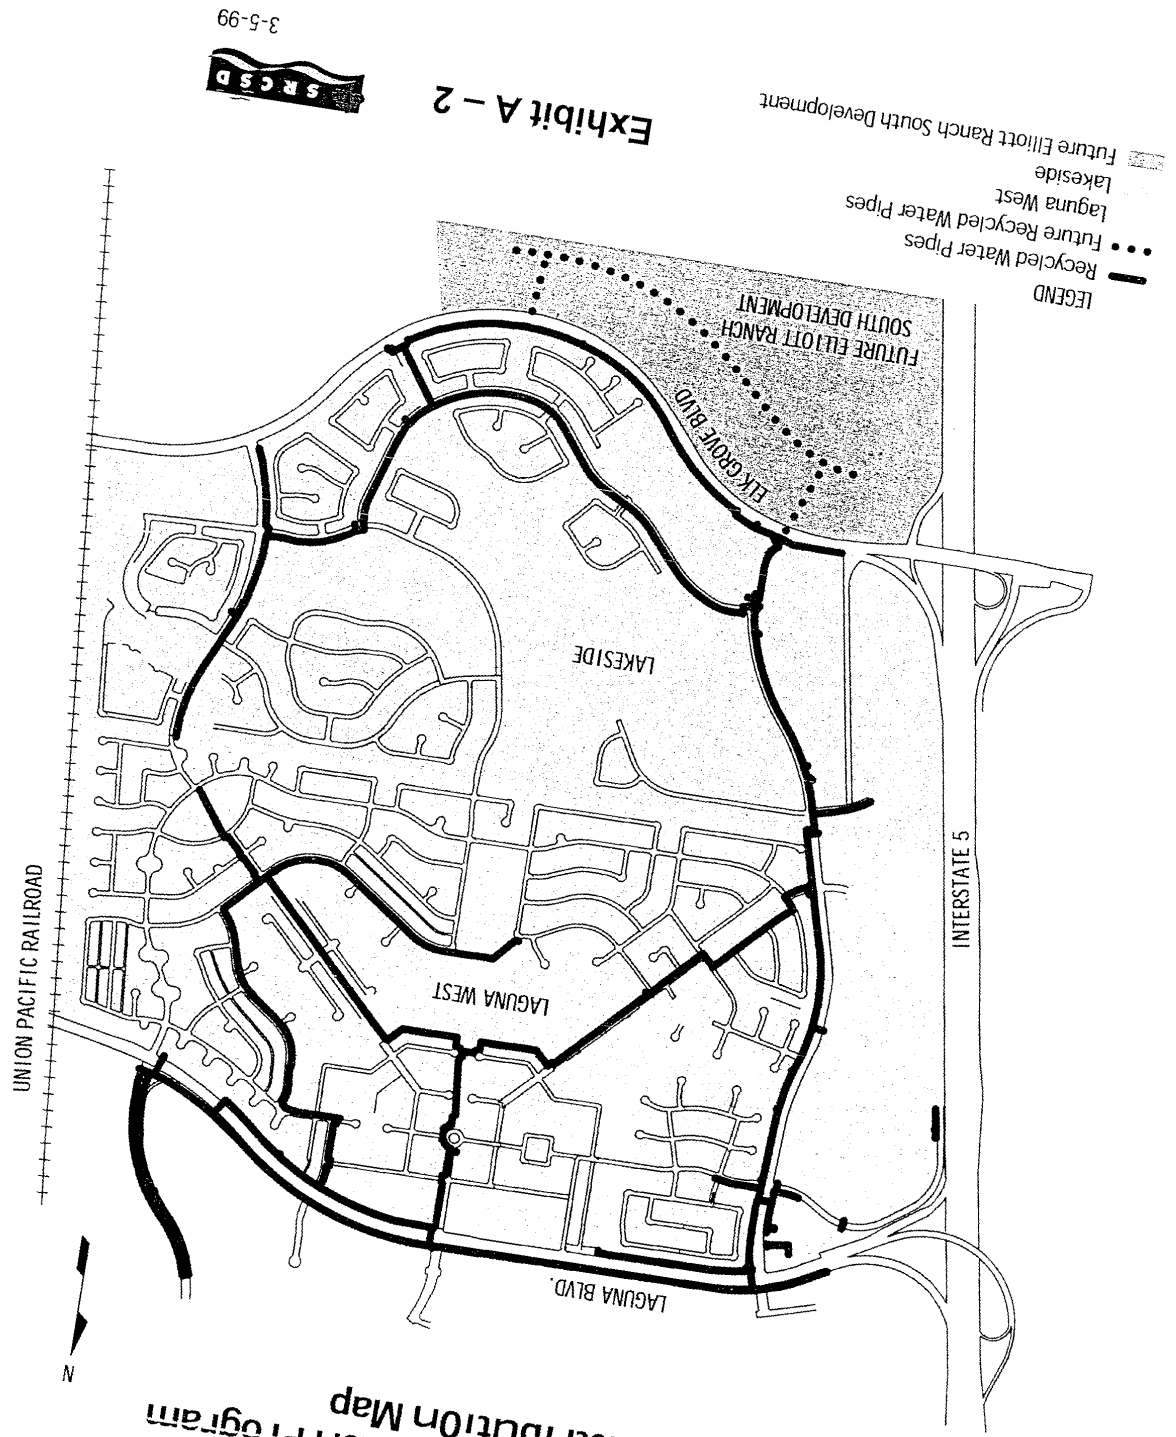 Program
Map
N
LAGUNA BLVD.
INTERSTATE 5
UNION PACIFIC RAILROAD
LAGUNA WEST
LAKESIDE
ELK GROVE BLVD
FUTURE ELLIOTT RANCH
SOUTH DEVELOPMENT
LEGEND
Recycled Water Pipes
Future Recycled Water Pipes
Laguna West
Lakeside
Future Elliott Ranch South Development
Exhibit A – 2
SRCSD
3-5-99